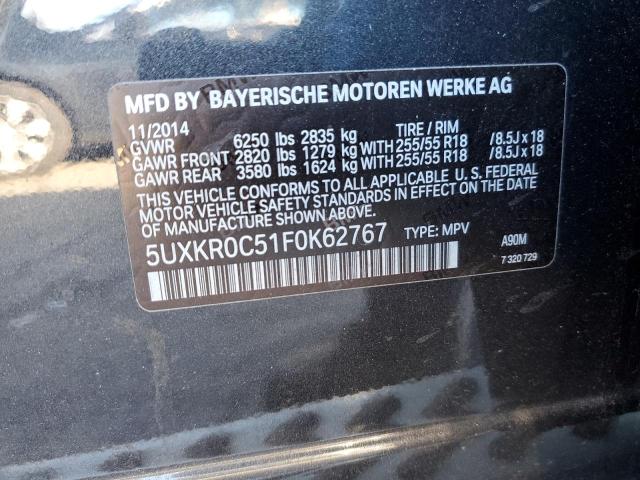 MFD BY BAYERISCHE MOTOREN WERKE AG
11/2014 TIRE / RIM
GVWR 6250 lbs 2835 kg
GAWR FRONT 2820 lbs 1279 kg WITH 255/55 R18 /8.5J x 18
GAWR REAR 3580 lbs 1624 kg WITH 255/55 R18 /8.5J x 18
THIS VEHICLE CONFORMS TO ALL APPLICABLE U.S. FEDERAL
MOTOR VEHICLE SAFETY STANDARDS IN EFFECT ON THE DATE
OF MANUFACTURE SHOWN ABOVE.
5UXKR0C51F0K62767 TYPE: MPV A90M
7 320 729